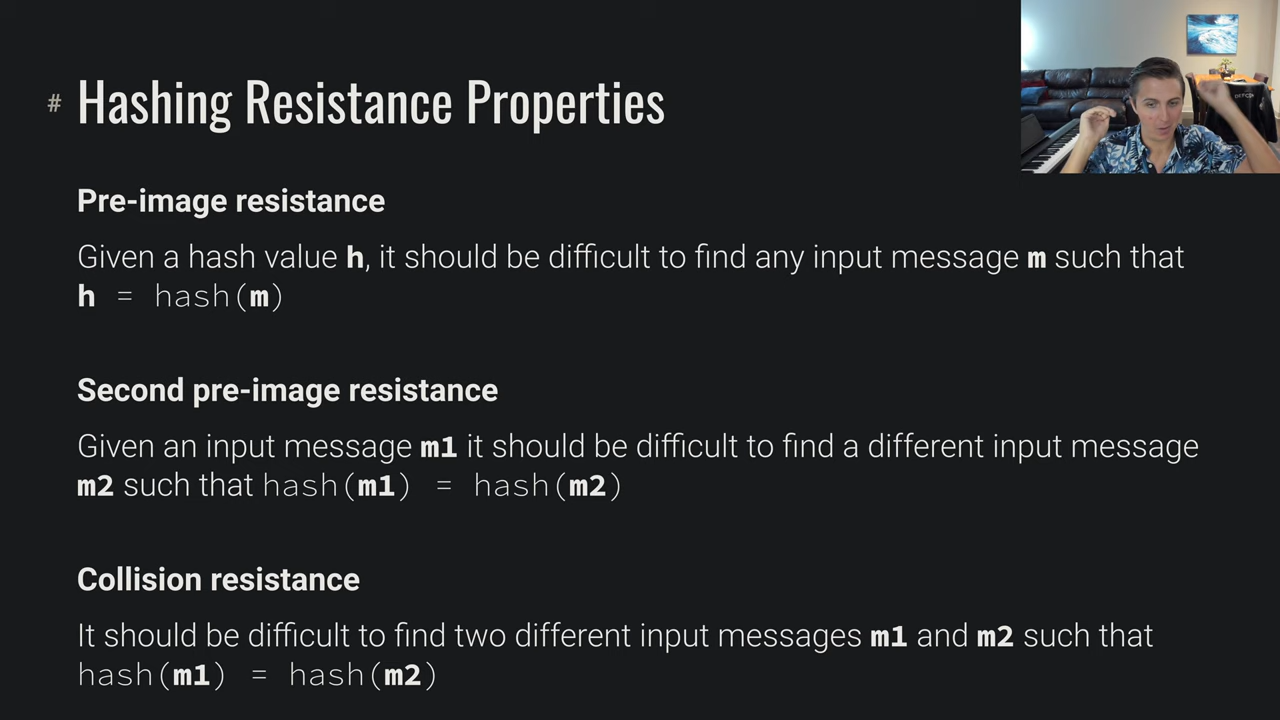 # Hashing Resistance Properties
Pre-image resistance
Given a hash value h, it should be difficult to find any input message m such that
h = hash(m)
Second pre-image resistance
Given an input message m1 it should be difficult to find a different input message
m2 such that hash(m1) = hash(m2)
Collision resistance
It should be difficult to find two different input messages m1 and m2 such that
hash(m1) = hash(m2)